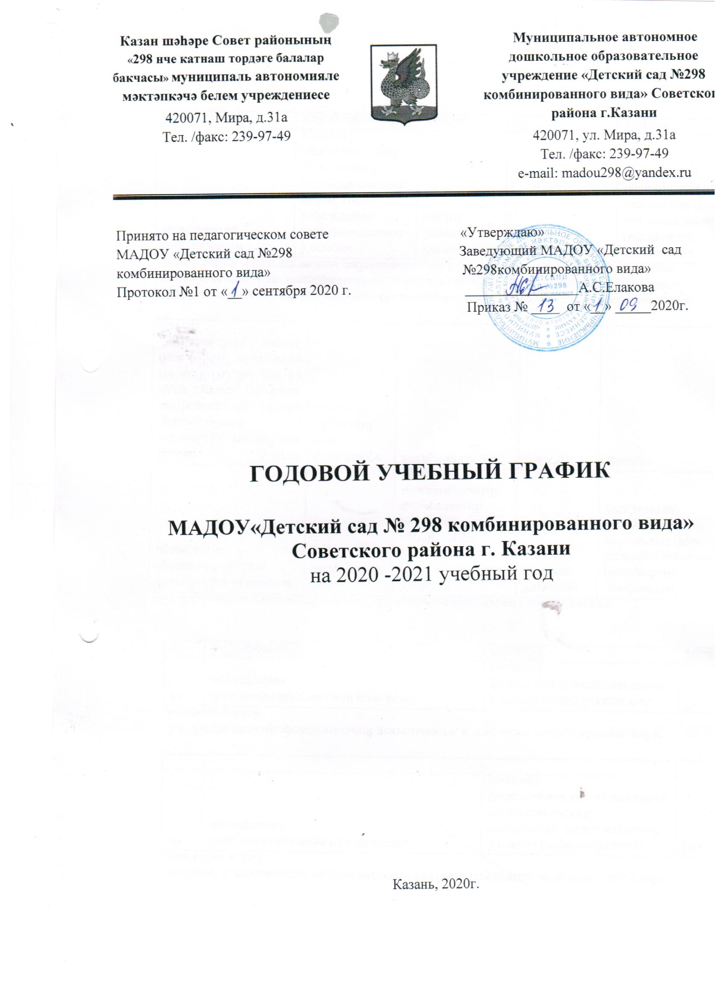 Казан шәһәре Совет районының
«298 нче катнаш тордәге балалар
бакчасы» муниципаль автономияле
мәктәпкәчә белем учреждениесе
420071, Мира, д.31а
Тел. /факс: 239-97-49
Муниципальное автономное
дошкольное образовательное
учреждение «Детский сад №298
комбинированного вида» Советског
района г.Казани
420071, ул. Мира, д.31а
Тел. /факс: 239-97-49
e-mail: madou298@yandex.ru
Принято на педагогическом совете
МАДОУ «Детский сад №298
комбинированного вида»
Протокол №1 от «1» сентября 2020 г.
«Утверждаю»
Заведующий МАДОУ «Детский сад
№298комбинированного вида»
А.С.Елакова
Приказ № 13 от «1» 09 2020г.
ДЕТСКИЙ
САД №298
ГОДОВОЙ УЧЕБНЫЙ ГРАФИК
МАДОУ«Детский сад № 298 комбинированного вида»
Советского района г. Казани
на 2020 -2021 учебный год
Казань, 2020г.